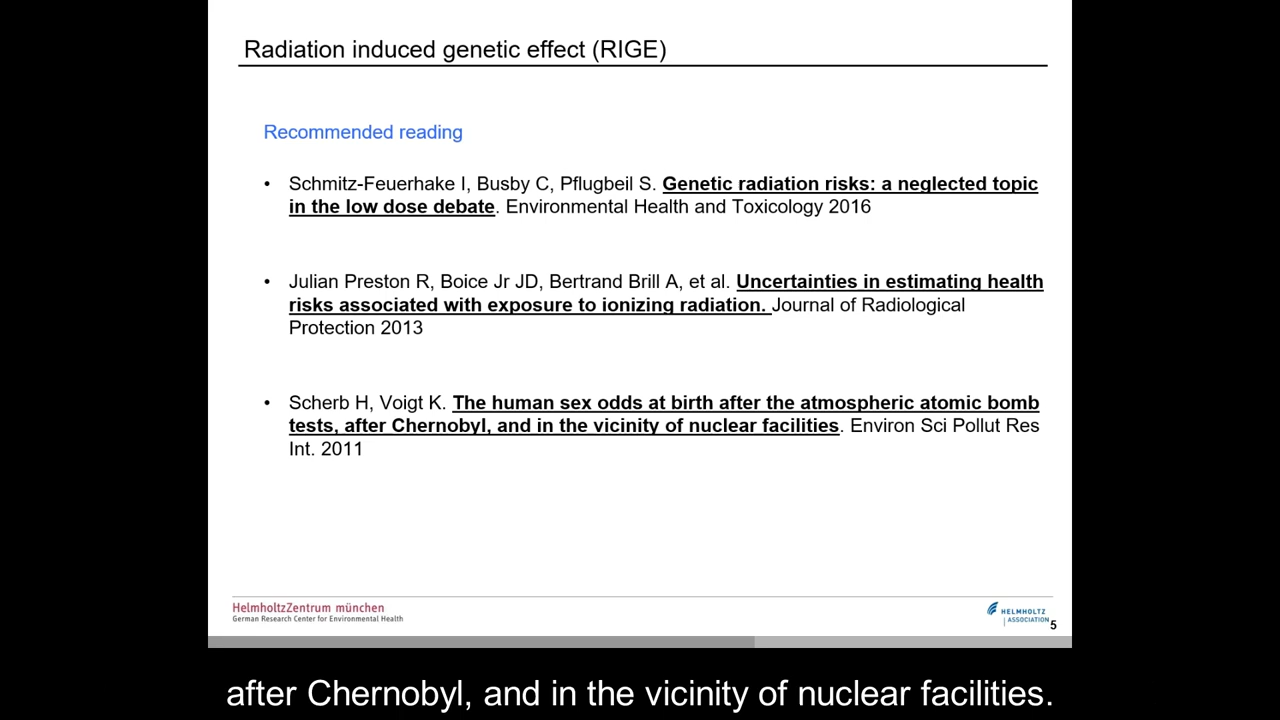 Radiation induced genetic effect (RIGE)
Recommended reading
• Schmitz-Feuerhake I, Busby C, Pflugbeil S. Genetic radiation risks: a neglected topic
in the low dose debate. Environmental Health and Toxicology 2016
• Julian Preston R, Boice Jr JD, Bertrand Brill A, et al. Uncertainties in estimating health
risks associated with exposure to ionizing radiation. Journal of Radiological
Protection 2013
• Scherb H, Voigt K. The human sex odds at birth after the atmospheric atomic bomb
tests, after Chernobyl, and in the vicinity of nuclear facilities. Environ Sci Pollut Res
Int. 2011
HelmholtzZentrum münchen
German Research Center for Environmental Health
HELMHOLTZ
ASSOCIATION
5
after Chernobyl, and in the vicinity of nuclear facilities.